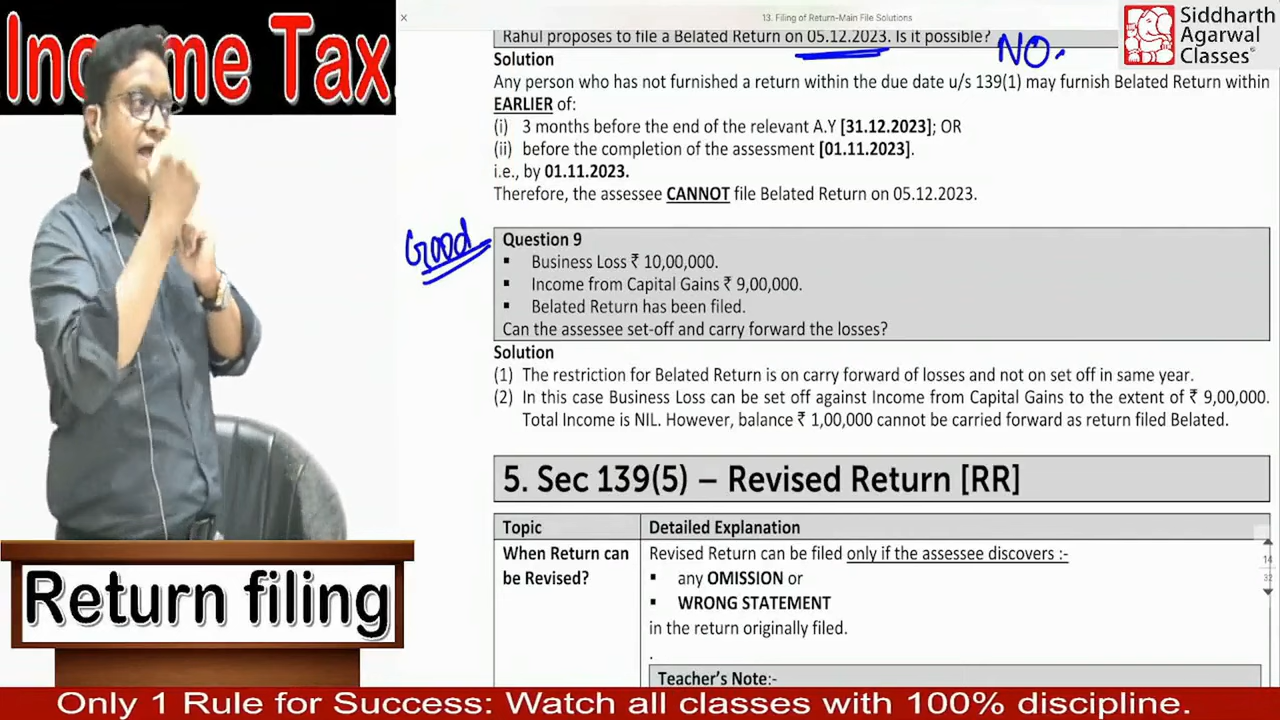 Income Tax.
×
13. Filing of Return-Main File Solutions
Siddharth
Agarwal
Classes
Rahul proposes to file a Belated Return on 05.12.2023. Is it possible?
NO.
Solution
Any person who has not furnished a return within the due date u/s 139(1) may furnish Belated Return within
EARLIER of:
(i) 3 months before the end of the relevant A.Y [31.12.2023]; OR
(ii) before the completion of the assessment [01.11.2023].
i.e., by 01.11.2023.
Therefore, the assessee CANNOT file Belated Return on 05.12.2023.
Good
Question 9
▪ Business Loss ₹ 10,00,000.
▪ Income from Capital Gains ₹ 9,00,000.
▪ Belated Return has been filed.
Can the assessee set-off and carry forward the losses?
Solution
(1) The restriction for Belated Return is on carry forward of losses and not on set off in same year.
(2) In this case Business Loss can be set off against Income from Capital Gains to the extent of ₹ 9,00,000.
Total Income is NIL. However, balance ₹ 1,00,000 cannot be carried forward as return filed Belated.
5. Sec 139(5) – Revised Return [RR]
Topic Detailed Explanation
When Return can
be Revised?
Revised Return can be filed only if the assessee discovers :-
▪ any OMISSION or
▪ WRONG STATEMENT
in the return originally filed.
.
Teacher's Note:-
14
32
Return filing
Only 1 Rule for Success: Watch all classes with 100% discipline.